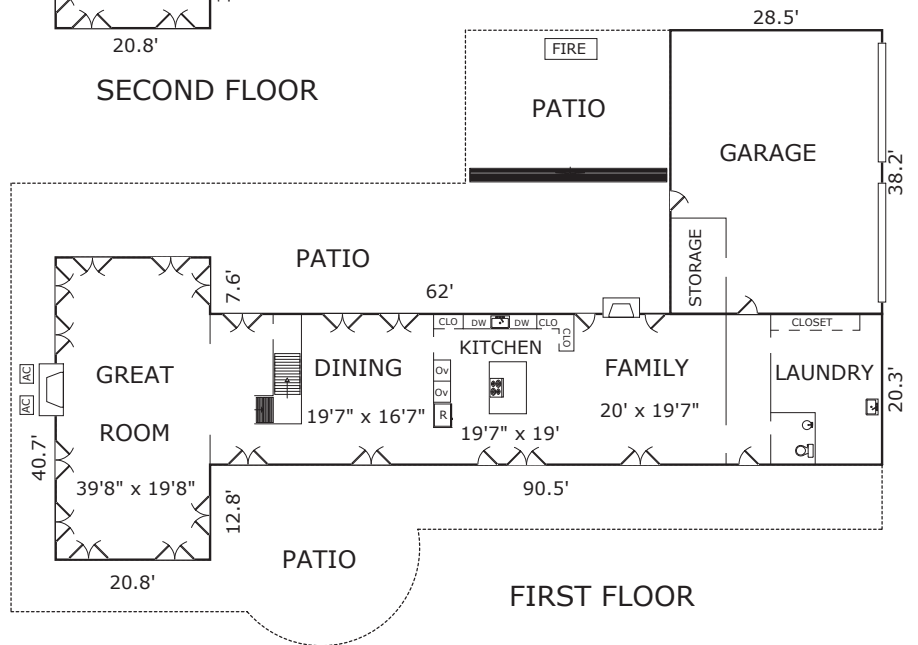 20.8'
SECOND FLOOR
28.5'
FIRE
PATIO
GARAGE
38.2'
STORAGE
PATIO
7.6'
62'
CLO
DW
DW
CLO
CLO
KITCHEN
CLOSET
GREAT
ROOM
39'8" x 19'8"
AC
AC
40.7'
DINING
19'7" x 16'7"
Ov
Ov
R
19'7" x 19'
FAMILY
20' x 19'7"
LAUNDRY
20.3'
12.8'
90.5'
20.8'
PATIO
FIRST FLOOR